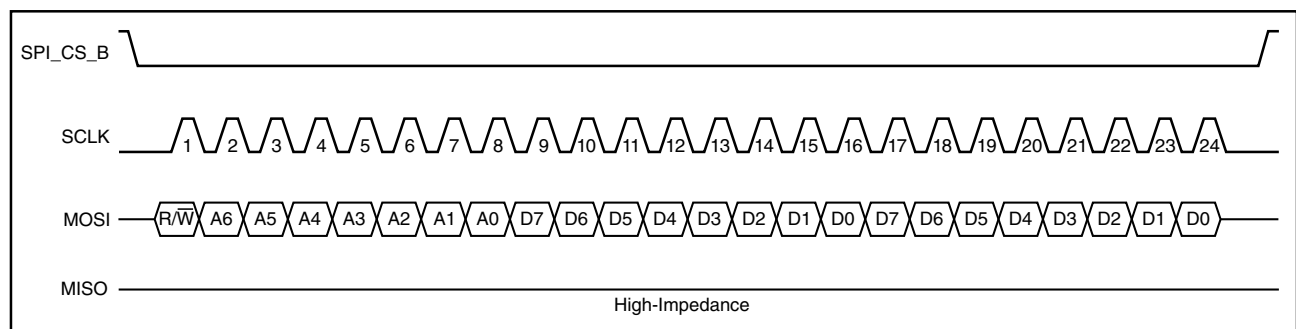 SPI_CS_B
SCLK 1 2 3 4 5 6 7 8 9 10 11 12 13 14 15 16 17 18 19 20 21 22 23 24
MOSI R/W̅ A6 A5 A4 A3 A2 A1 A0 D7 D6 D5 D4 D3 D2 D1 D0 D7 D6 D5 D4 D3 D2 D1 D0
MISO
High-Impedance